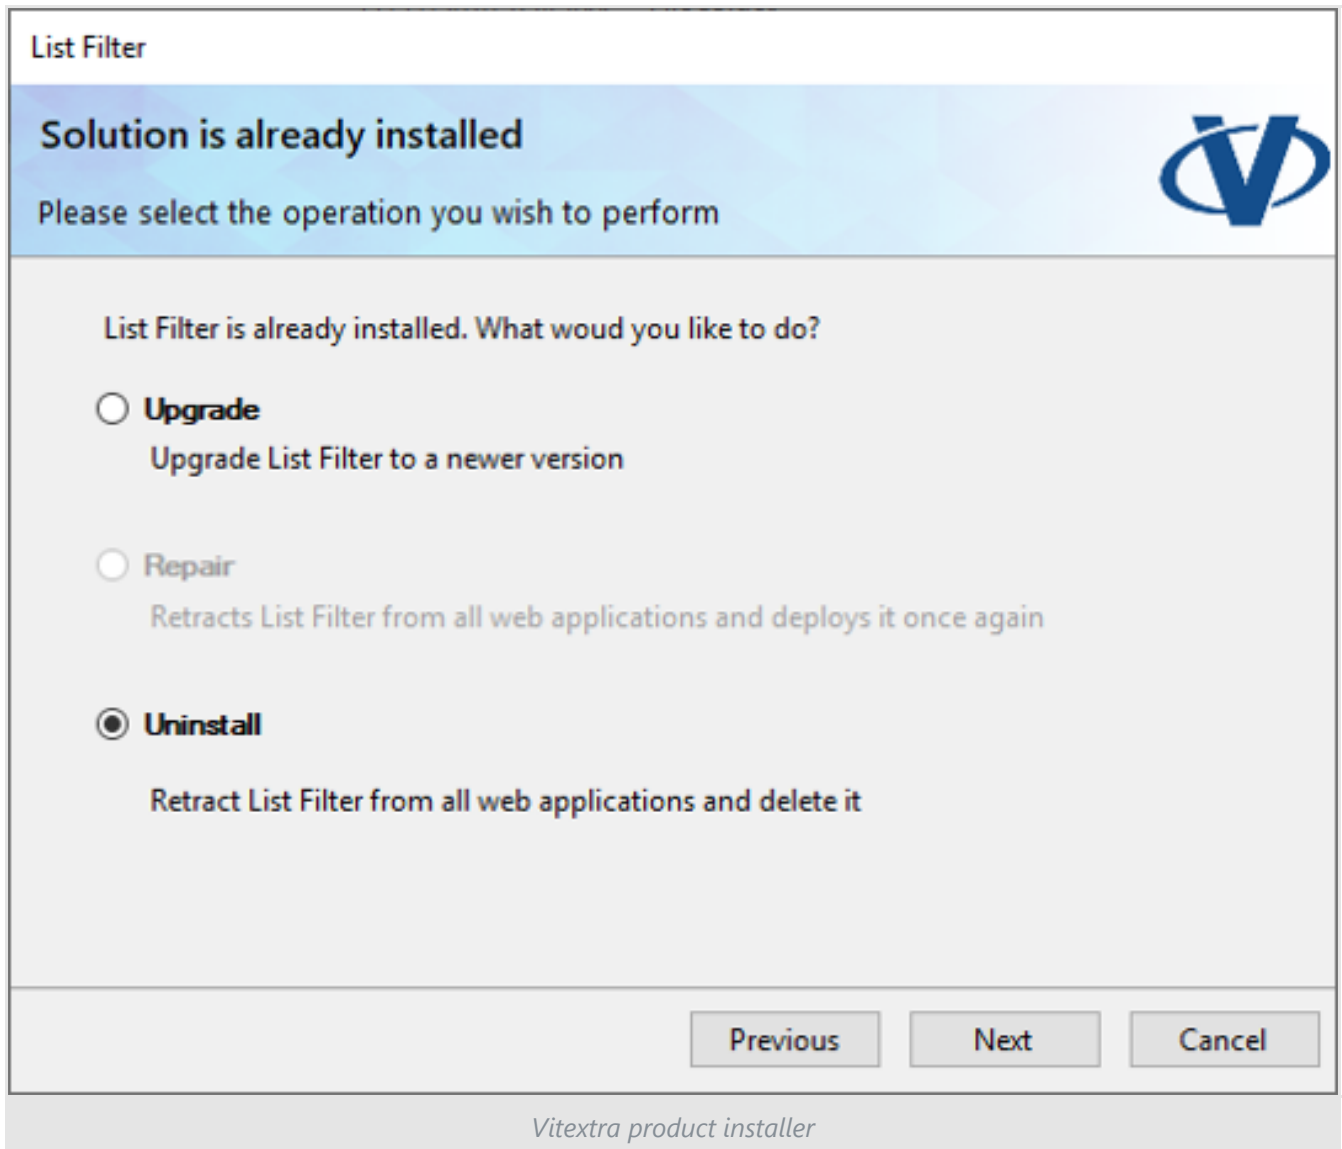 List Filter
Solution is already installed
Please select the operation you wish to perform
V
List Filter is already installed. What woud you like to do?
Upgrade
Upgrade List Filter to a newer version
Repair
Retracts List Filter from all web applications and deploys it once again
Uninstall
Retract List Filter from all web applications and delete it
Previous
Next
Cancel
Vitextra product installer